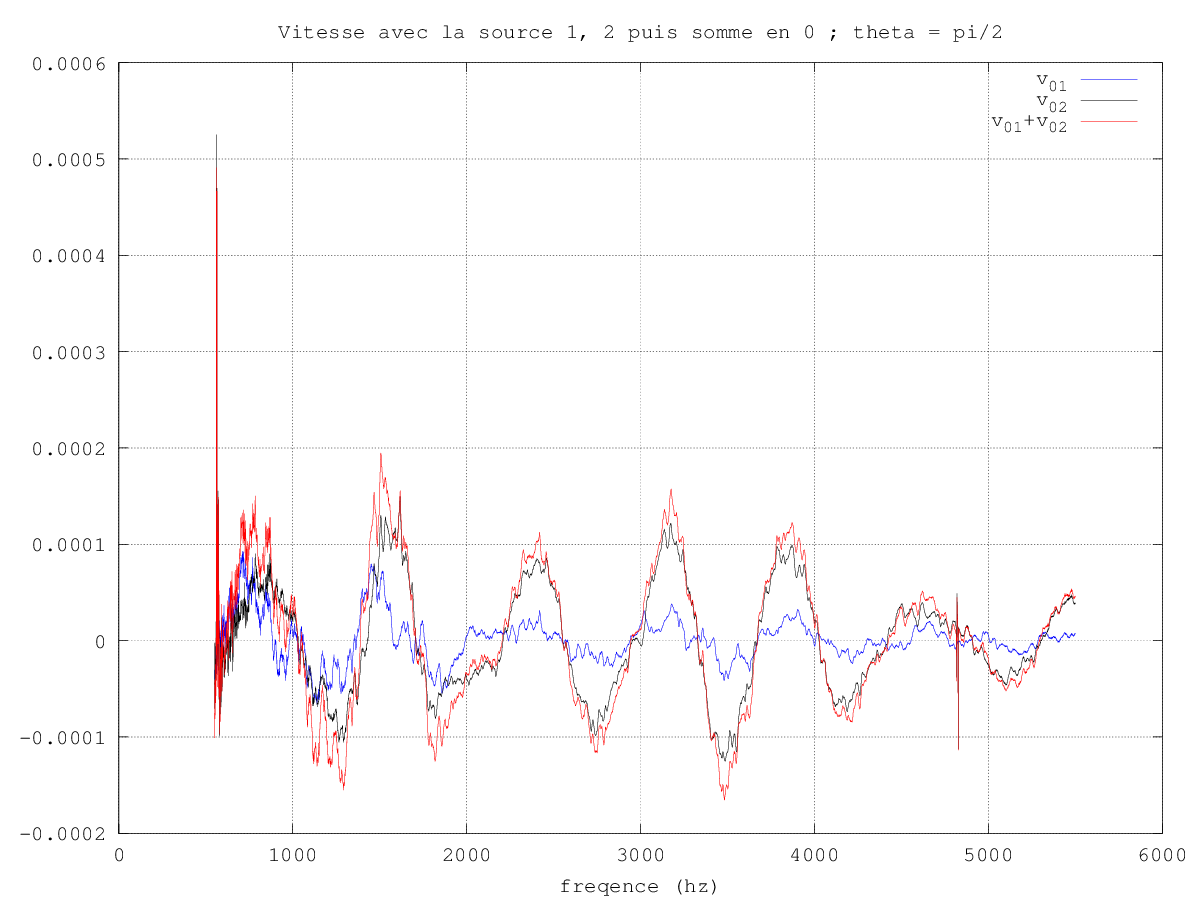 Vitesse avec la source 1, 2 puis somme en 0 ; theta = pi/2
0.0006
0.0005
0.0004
0.0003
0.0002
0.0001
0
-0.0001
-0.0002
v01
v02
v01+v02
0 1000 2000 3000 4000 5000 6000
freqence (hz)